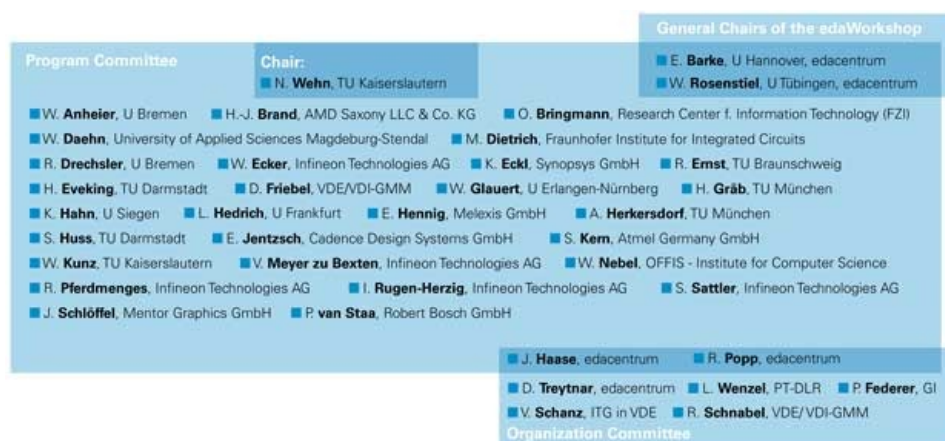 General Chairs of the edaWorkshop
E. Barke, U Hannover, edacentrum
W. Rosenstiel, U Tübingen, edacentrum
Program Committee
Chair:
N. Wehn, TU Kaiserslautern
W. Anheier, U Bremen H.-J. Brand, AMD Saxony LLC & Co. KG O. Bringmann, Research Center f. Information Technology (FZI)
W. Daehn, University of Applied Sciences Magdeburg-Stendal M. Dietrich, Fraunhofer Institute for Integrated Circuits
R. Drechsler, U Bremen W. Ecker, Infineon Technologies AG K. Eckl, Synopsys GmbH R. Ernst, TU Braunschweig
H. Eveking, TU Darmstadt D. Friebel, VDE/VDI-GMM W. Glauert, U Erlangen-Nürnberg H. Gräb, TU München
K. Hahn, U Siegen L. Hedrich, U Frankfurt E. Hennig, Melexis GmbH A. Herkersdorf, TU München
S. Huss, TU Darmstadt E. Jentzsch, Cadence Design Systems GmbH S. Kern, Atmel Germany GmbH
W. Kunz, TU Kaiserslautern V. Meyer zu Bexten, Infineon Technologies AG W. Nebel, OFFIS - Institute for Computer Science
R. Pferdmenges, Infineon Technologies AG I. Rugen-Herzig, Infineon Technologies AG S. Sattler, Infineon Technologies AG
J. Schlöffel, Mentor Graphics GmbH P. van Staa, Robert Bosch GmbH
J. Haase, edacentrum R. Popp, edacentrum
D. Treytnar, edacentrum L. Wenzel, PT-DLR P. Federer, GI
V. Schanz, ITG in VDE R. Schnabel, VDE/VDI-GMM
Organization Committee